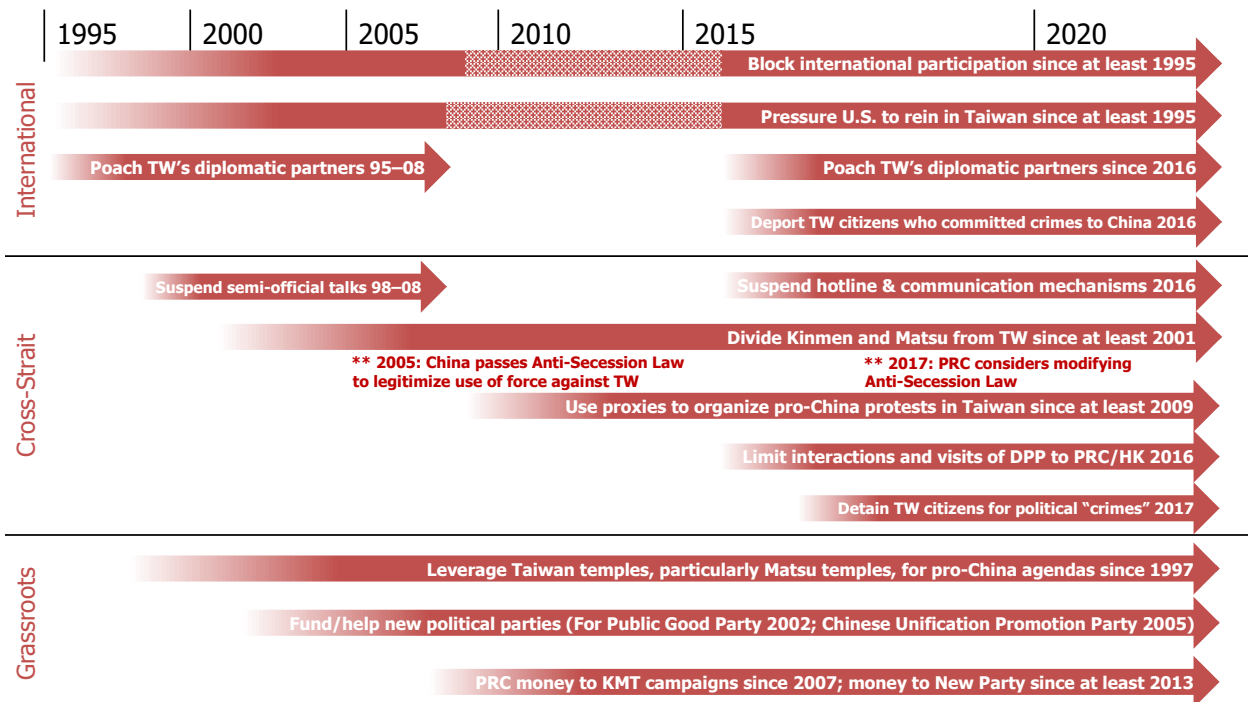 1995 2000 2005 2010 2015 2020
International
Block international participation since at least 1995
Pressure U.S. to rein in Taiwan since at least 1995
Poach TW’s diplomatic partners 95–08
Poach TW’s diplomatic partners since 2016
Deport TW citizens who committed crimes to China 2016
Cross-Strait
Suspend semi-official talks 98–08
Suspend hotline & communication mechanisms 2016
Divide Kinmen and Matsu from TW since at least 2001
** 2005: China passes Anti-Secession Law
to legitimize use of force against TW
** 2017: PRC considers modifying
Anti-Secession Law
Use proxies to organize pro-China protests in Taiwan since at least 2009
Limit interactions and visits of DPP to PRC/HK 2016
Detain TW citizens for political “crimes” 2017
Grassroots
Leverage Taiwan temples, particularly Matsu temples, for pro-China agendas since 1997
Fund/help new political parties (For Public Good Party 2002; Chinese Unification Promotion Party 2005)
PRC money to KMT campaigns since 2007; money to New Party since at least 2013